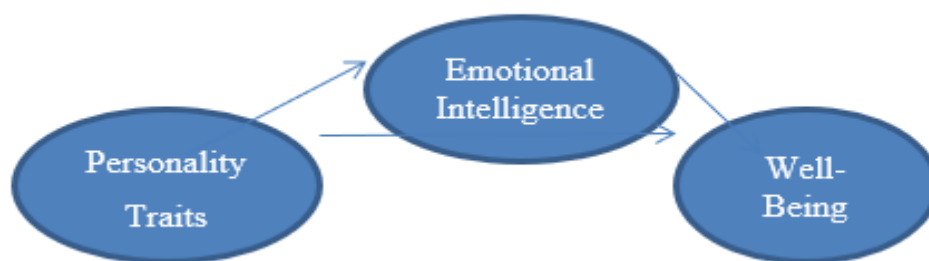 Emotional
Intelligence
Personality
Traits
Well-
Being